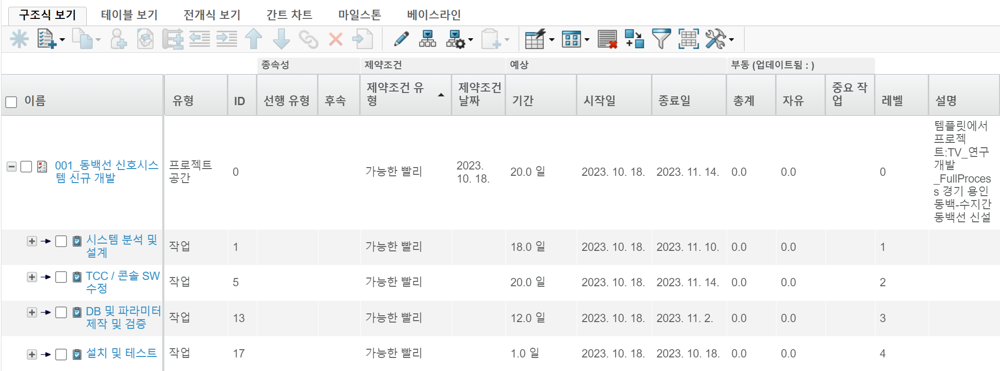 구조식 보기 테이블 보기 전개식 보기 간트 차트 마일스톤 베이스라인
종속성 제약조건 예상 부동 (업데이트됨 : )
이름 유형 ID 선행 유형 후속 제약조건 유형 제약조건 날짜 기간 시작일 종료일 총계 자유 중요 작업 레벨 설명
001_동백선 신호시스
템 신규 개발
프로젝트
공간
0
가능한 빨리
2023.
10. 18.
20.0 일
2023. 10. 18.
2023. 11. 14.
0.0
0.0
0
템플릿에서
프로젝
트:TV_연구
개발
_FullProces
s 경기 용인
동백-수지간
동백선 신설
시스템 분석 및
설계
작업 1 가능한 빨리 18.0 일 2023. 10. 18. 2023. 11. 10. 0.0 0.0 1
TCC / 콘솔 SW
수정
작업 5 가능한 빨리 20.0 일 2023. 10. 18. 2023. 11. 14. 0.0 0.0 2
DB 및 파라미터
제작 및 검증
작업 13 가능한 빨리 12.0 일 2023. 10. 18. 2023. 11. 2. 0.0 0.0 3
설치 및 테스트 작업 17 가능한 빨리 1.0 일 2023. 10. 18. 2023. 10. 18. 0.0 0.0 4